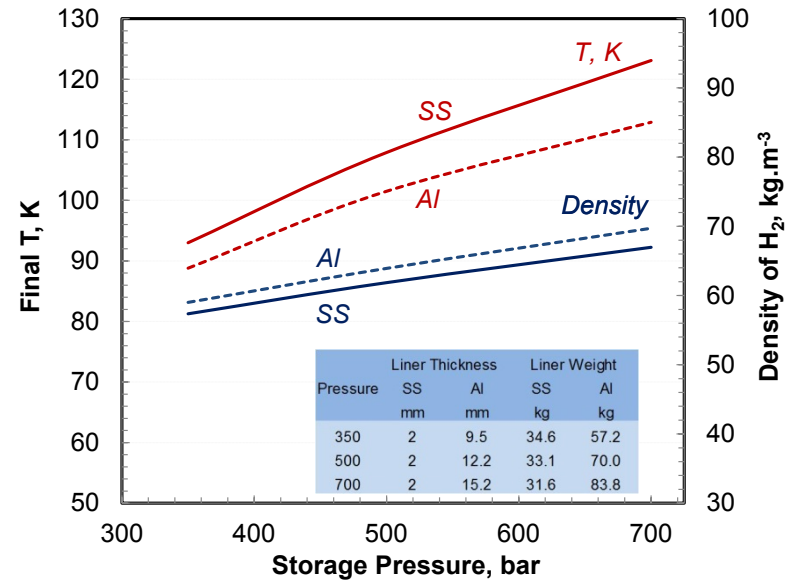 130
120
110
100
90
80
70
60
50
Final T, K
100
90
80
70
60
50
40
30
Density of H2, kg.m-3
T, K
SS
Al
Density
Al
SS
Liner Thickness Liner Weight
Pressure SS Al SS Al
mm mm kg kg
350 2 9.5 34.6 57.2
500 2 12.2 33.1 70.0
700 2 15.2 31.6 83.8
300 400 500 600 700
Storage Pressure, bar